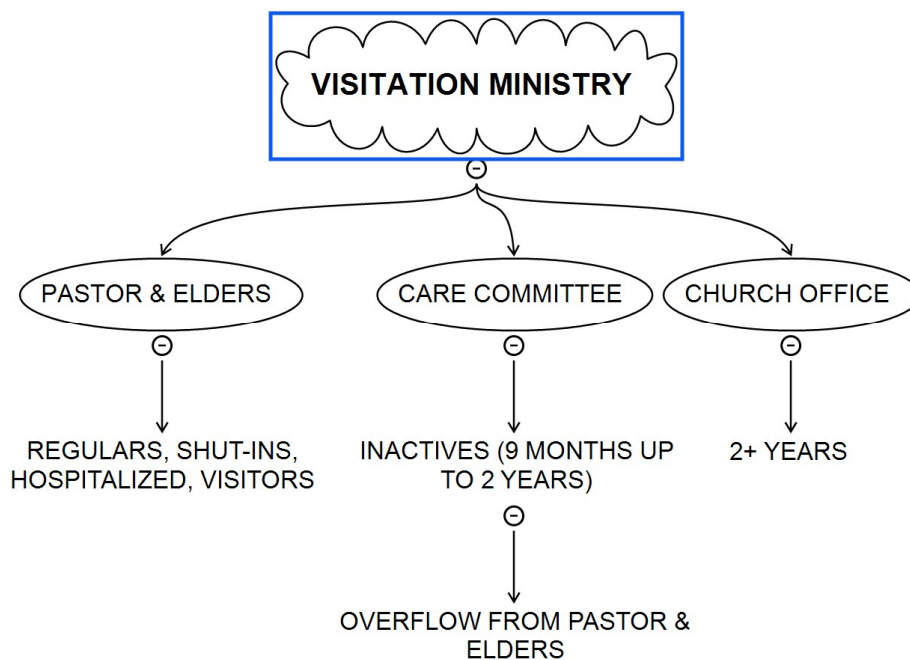 VISITATION MINISTRY
PASTOR & ELDERS
CARE COMMITTEE
CHURCH OFFICE
REGULARS, SHUT-INS,
HOSPITALIZED, VISITORS
INACTIVES (9 MONTHS UP
TO 2 YEARS)
2+ YEARS
OVERFLOW FROM PASTOR &
ELDERS